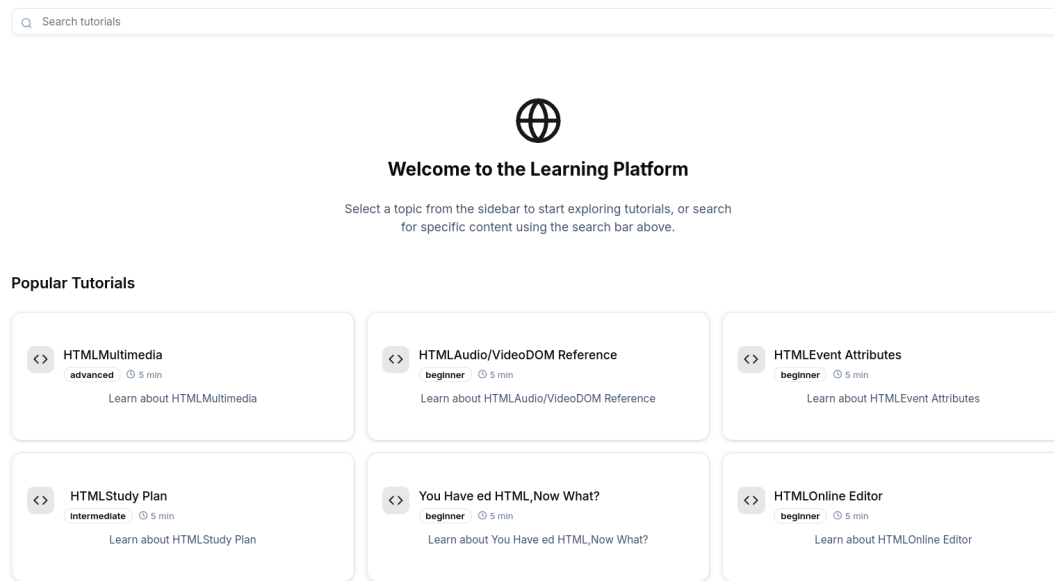 Search tutorials
Welcome to the Learning Platform
Select a topic from the sidebar to start exploring tutorials, or search
for specific content using the search bar above.
Popular Tutorials
HTMLMultimedia
advanced 5 min
Learn about HTMLMultimedia
HTMLAudio/VideoDOM Reference
beginner 5 min
Learn about HTMLAudio/VideoDOM Reference
HTMLEvent Attributes
beginner 5 min
Learn about HTMLEvent Attributes
HTMLStudy Plan
intermediate 5 min
Learn about HTMLStudy Plan
You Have ed HTML,Now What?
beginner 5 min
Learn about You Have ed HTML,Now What?
HTMLOnline Editor
beginner 5 min
Learn about HTMLOnline Editor